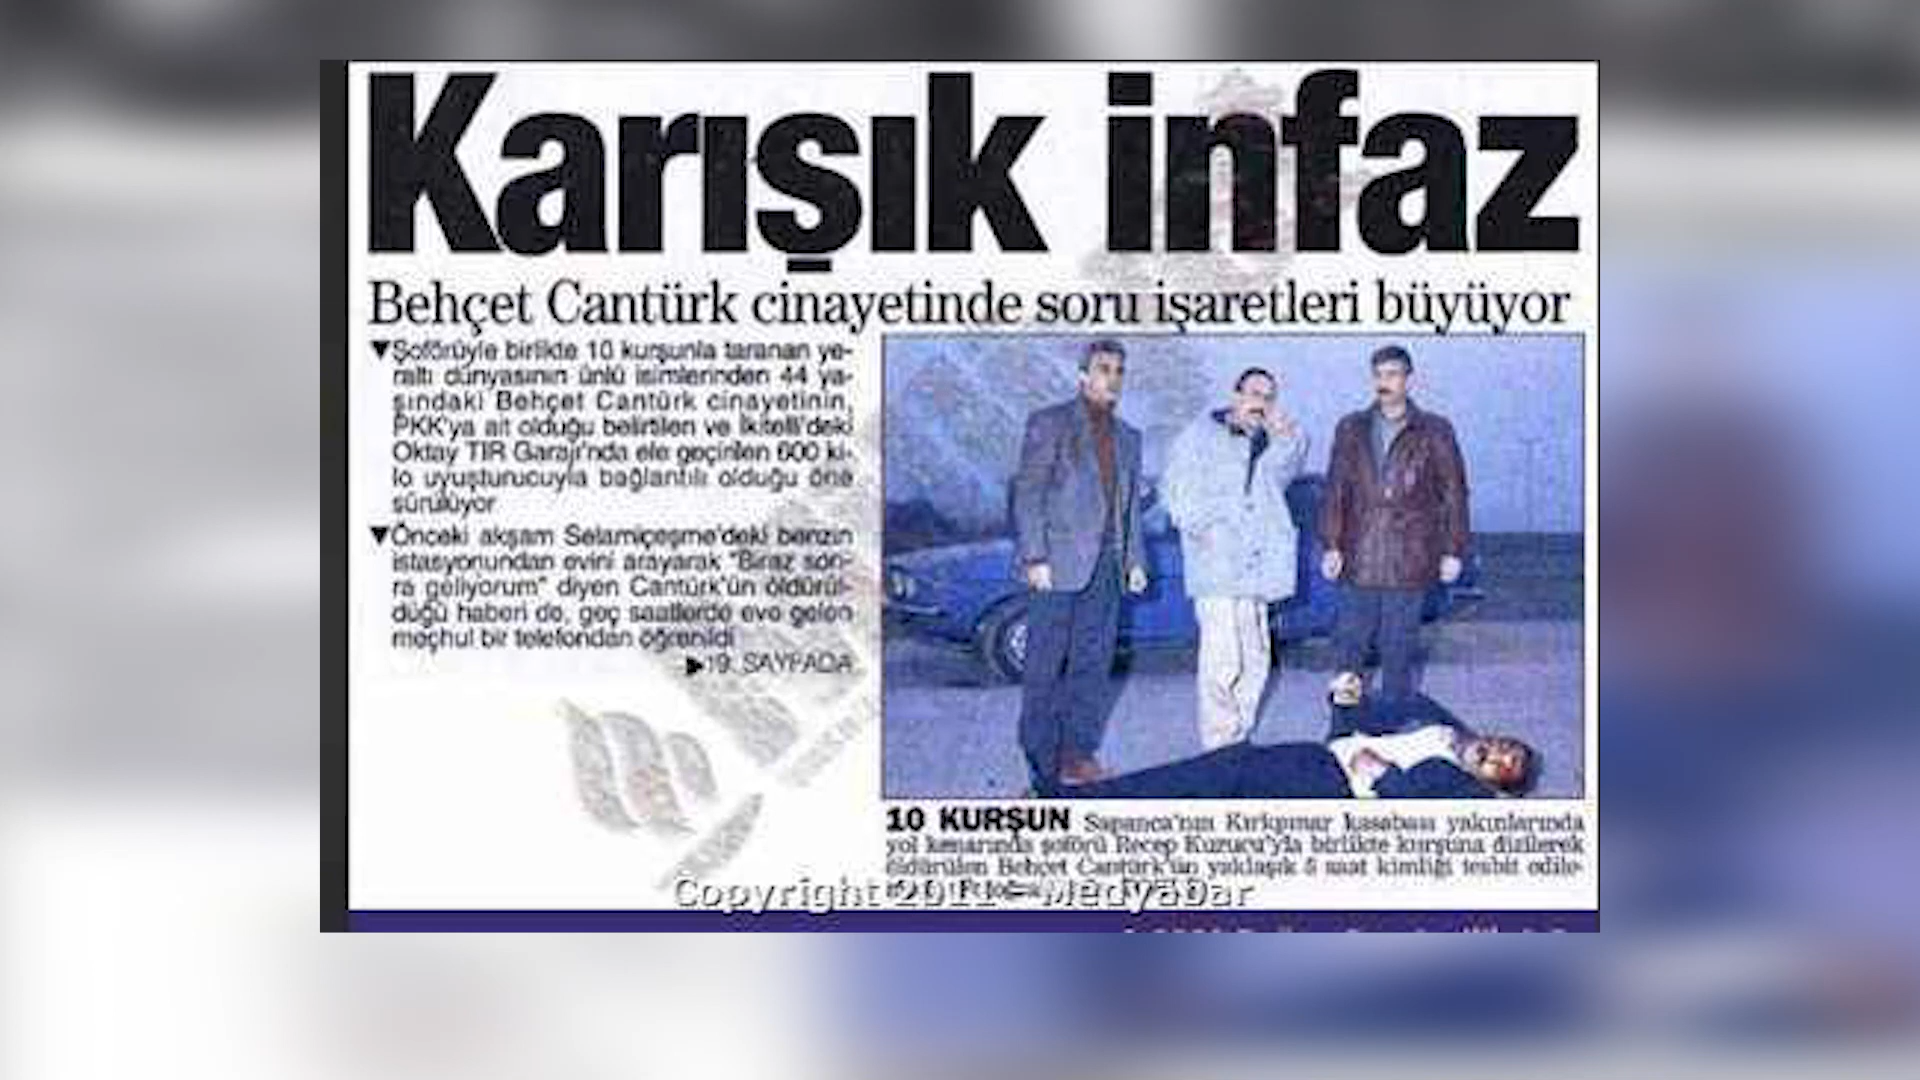 Karışık infaz
Behçet Cantürk cinayetinde soru işaretleri büyüyor
▼Şoförüyle birlikte 10 kurşunla taranan ye-
raltı dünyasının ünlü isimlerinden 44 ya-
şındaki Behçet Cantürk cinayetinin,
PKK'ya ait olduğu belirtilen ve İkitelli'deki
Oktay TIR Garajı'nda ele geçirilen 600 ki-
lo uyuşturucuyla bağlantılı olduğu öne
sürülüyor
▼Önceki akşam Selamiçeşme'deki benzin
istasyonundan evini arayarak "Biraz son-
ra geliyorum" diyen Cantürk'ün öldürül-
düğü haberi de, geç saatlerde eve gelen
meçhul bir telefondan öğrenildi
▶19. SAYFADA
10 KURŞUN Sapanca'nın Kırkpınar kasabası yakınlarında
yol kenarında şoförü Recep Kuzucu'yla birlikte kurşuna dizilerek
öldürülen Behçet Cantürk'ün yaklaşık 5 saat kimliği tesbit edile-
Copyright 2011 - Medyabar